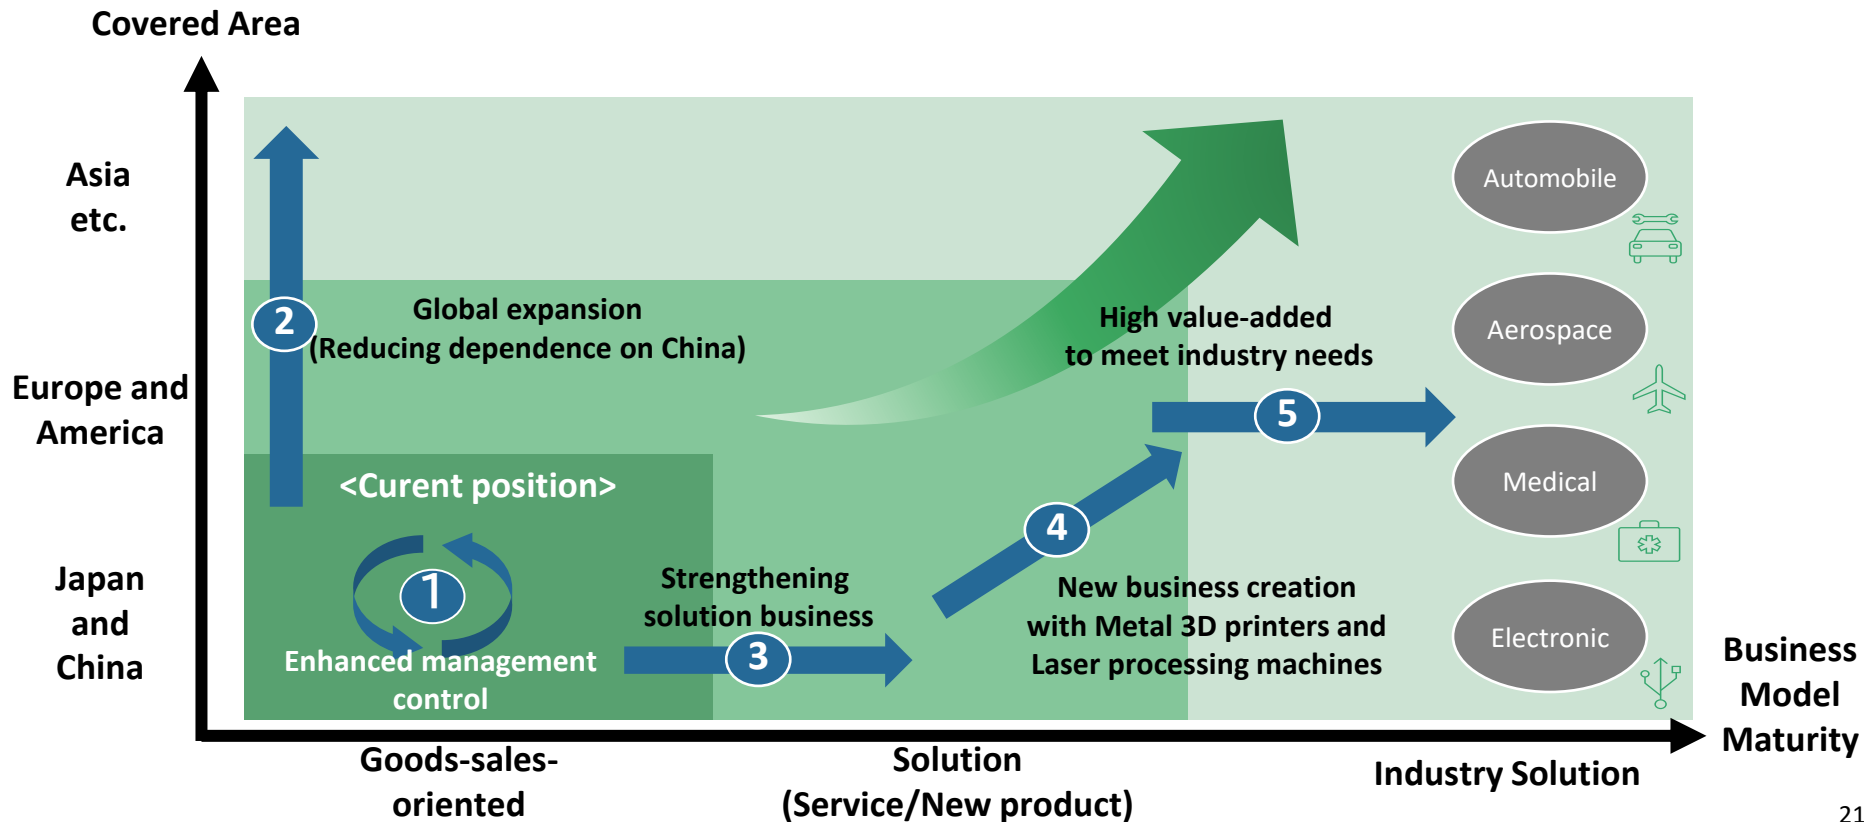 Covered Area
Asia
etc.
Europe and
America
Japan
and
China
2
Global expansion
(Reducing dependence on China)
<Curent position>
1
Enhanced management
control
Strengthening
solution business
3
4
New business creation
with Metal 3D printers and
Laser processing machines
High value-added
to meet industry needs
5
Automobile
Aerospace
Medical
Electronic
Business
Model
Maturity
Goods-sales-
oriented
Solution
(Service/New product)
Industry Solution
21